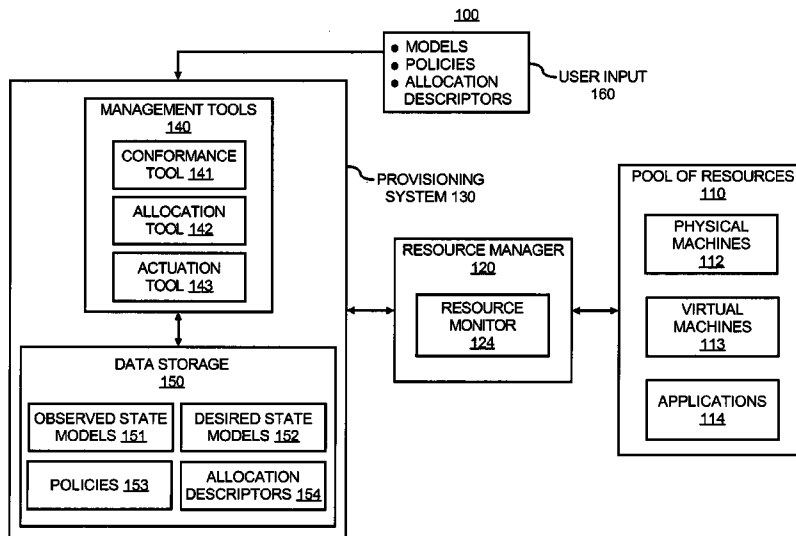 100
● MODELS
● POLICIES
● ALLOCATION
DESCRIPTORS
USER INPUT
160
MANAGEMENT TOOLS
140
CONFORMANCE
TOOL 141
ALLOCATION
TOOL 142
ACTUATION
TOOL 143
PROVISIONING
SYSTEM 130
DATA STORAGE
150
OBSERVED STATE
MODELS 151
DESIRED STATE
MODELS 152
POLICIES 153
ALLOCATION
DESCRIPTORS 154
RESOURCE MANAGER
120
RESOURCE
MONITOR
124
POOL OF RESOURCES
110
PHYSICAL
MACHINES
112
VIRTUAL
MACHINES
113
APPLICATIONS
114